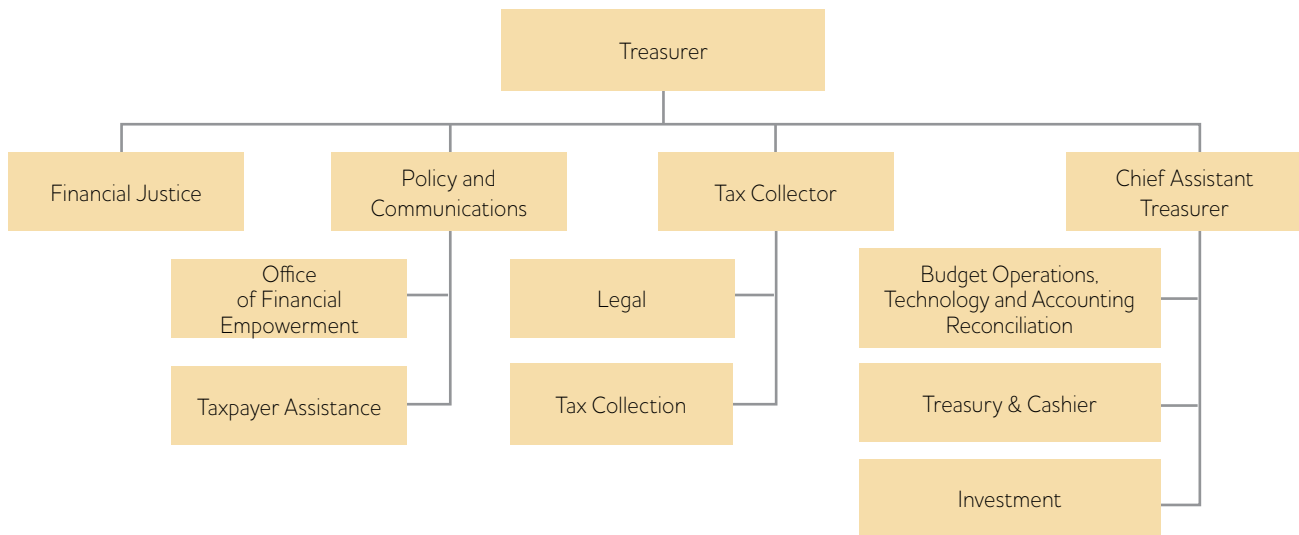 Treasurer
Financial Justice
Policy and
Communications
Tax Collector
Chief Assistant
Treasurer
Office
of Financial
Empowerment
Taxpayer Assistance
Legal
Tax Collection
Budget Operations,
Technology and Accounting
Reconciliation
Treasury & Cashier
Investment